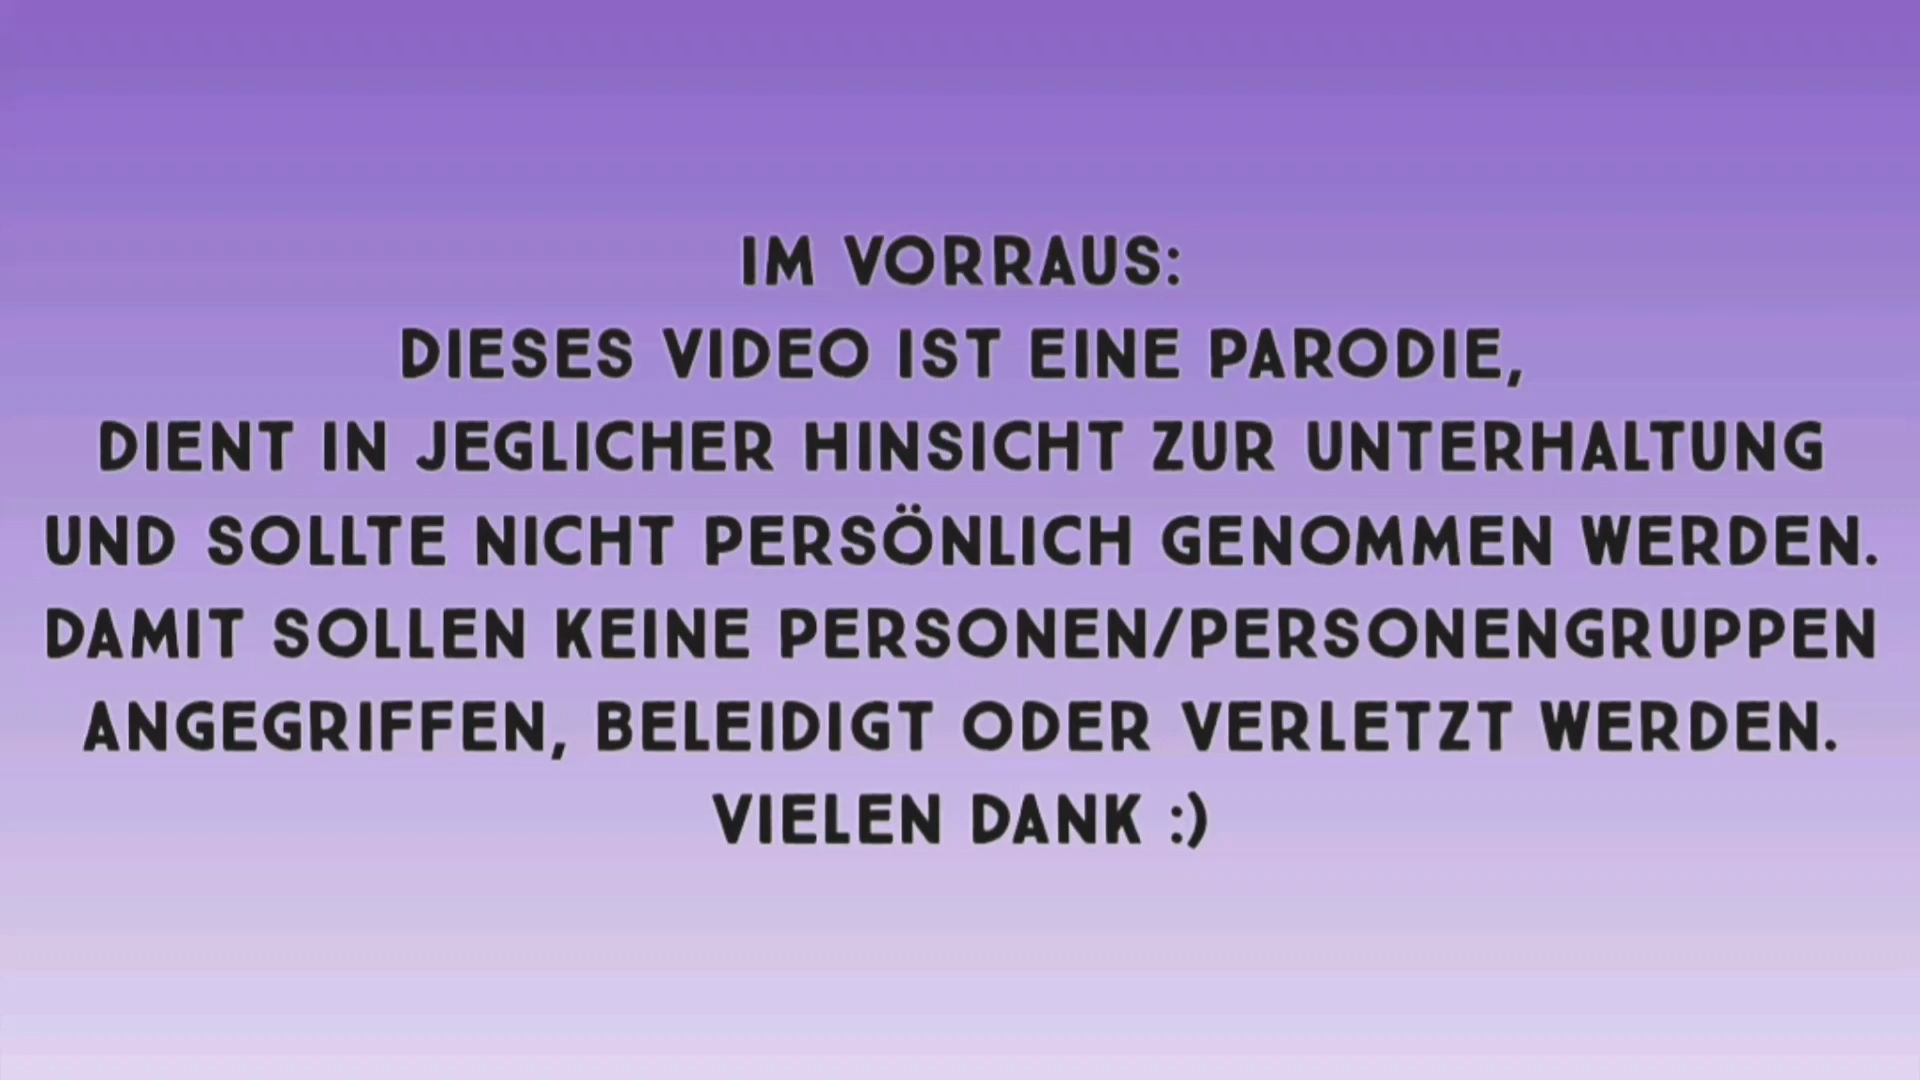 IM VORRAUS:
DIESES VIDEO IST EINE PARODIE,
DIENT IN JEGLICHER HINSICHT ZUR UNTERHALTUNG
UND SOLLTE NICHT PERSÖNLICH GENOMMEN WERDEN.
DAMIT SOLLEN KEINE PERSONEN/PERSONENGRUPPEN
ANGEGRIFFEN, BELEIDIGT ODER VERLETZT WERDEN.
VIELEN DANK :)